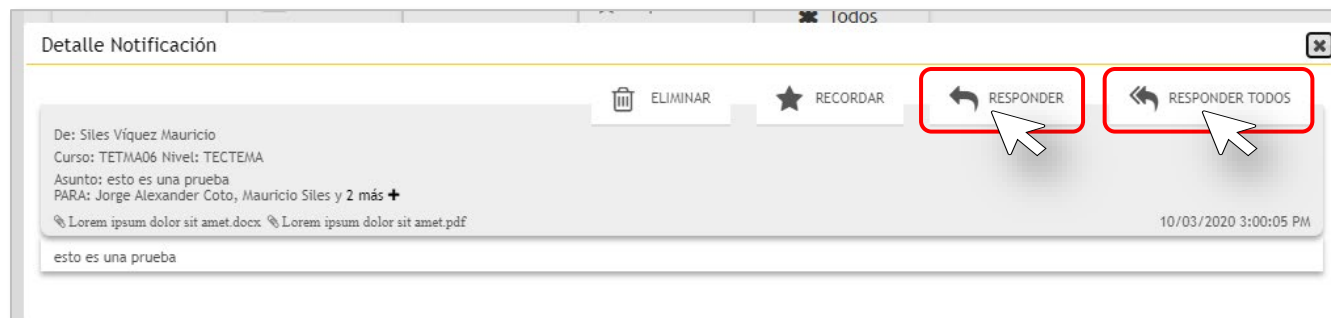 Todos
Detalle Notificación
ELIMINAR RECORDAR RESPONDER RESPONDER TODOS
De: Siles Víquez Mauricio
Curso: TETMA06 Nivel: TECTEMA
Asunto: esto es una prueba
PARA: Jorge Alexander Coto, Mauricio Siles y 2 más +
Lorem ipsum dolor sit amet.docx Lorem ipsum dolor sit amet.pdf 10/03/2020 3:00:05 PM
esto es una prueba